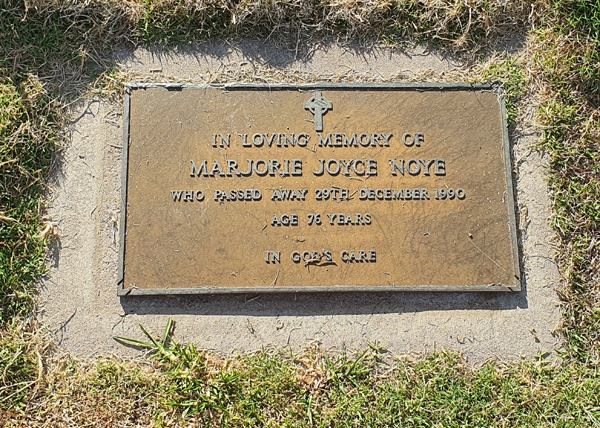 IN LOVING MEMORY OF
MARJORIE JOYCE NOYE
WHO PASSED AWAY 29TH DECEMBER 1990
AGE 76 YEARS
IN GOD'S CARE